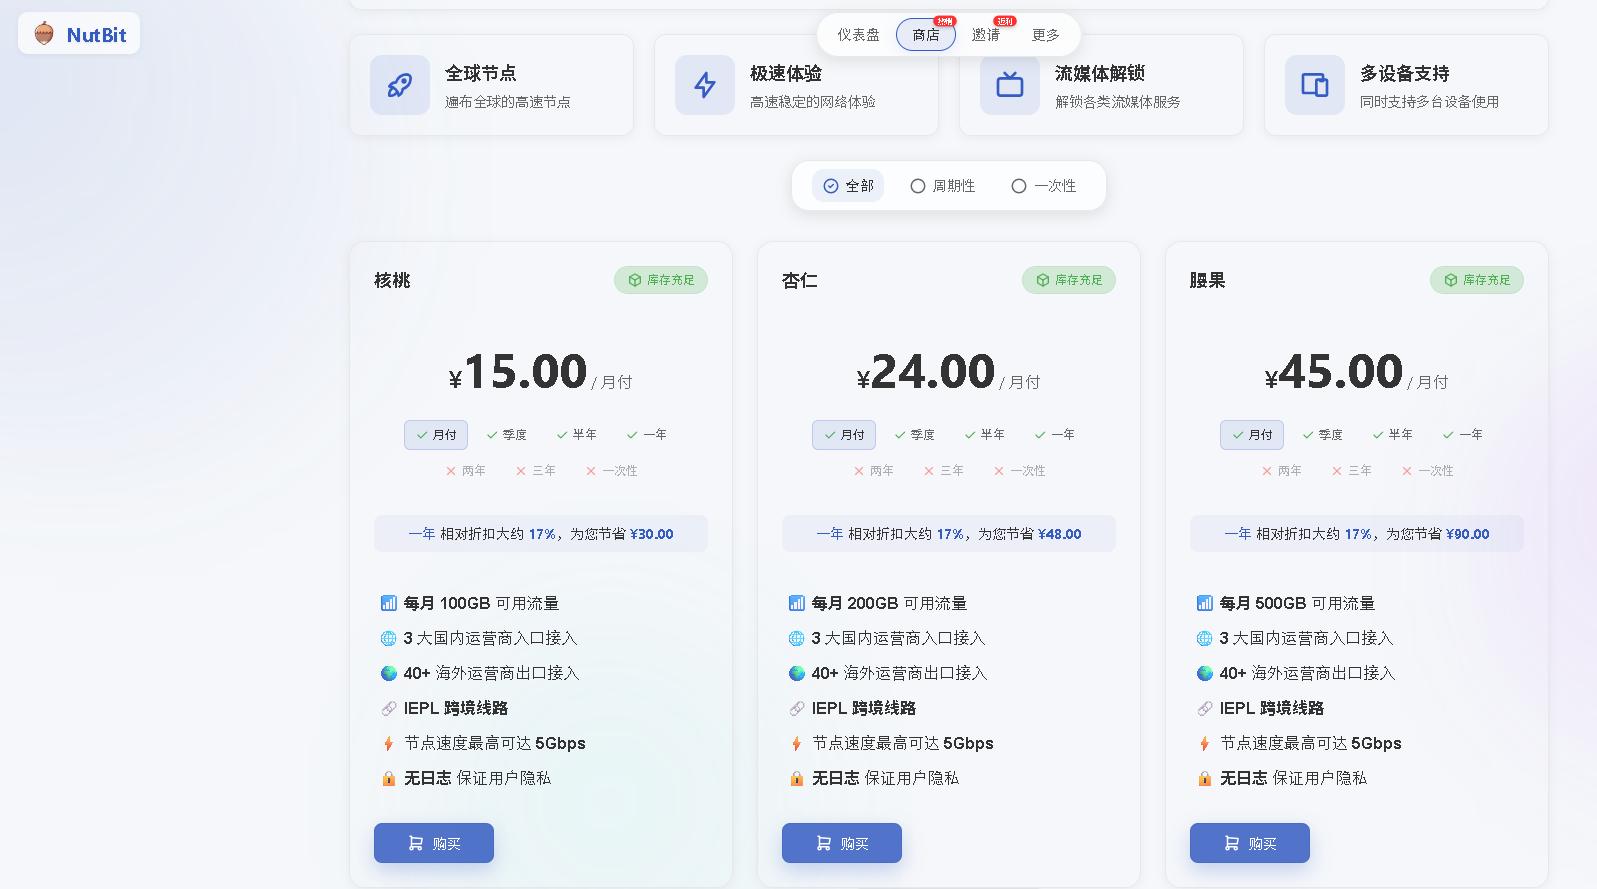 NutBit
仪表盘
商店
热销
邀请
返利
更多
全球节点
遍布全球的高速节点
极速体验
高速稳定的网络体验
流媒体解锁
解锁各类流媒体服务
多设备支持
同时支持多台设备使用
全部 周期性 一次性
核桃
库存充足
¥15.00 / 月付
月付 季度 半年 一年
两年 三年 一次性
一年 相对折扣大约 17%，为您节省 ¥30.00
每月 100GB 可用流量
3 大国内运营商入口接入
40+ 海外运营商出口接入
IEPL 跨境线路
节点速度最高可达 5Gbps
无日志 保证用户隐私
购买
杏仁
库存充足
¥24.00 / 月付
月付 季度 半年 一年
两年 三年 一次性
一年 相对折扣大约 17%，为您节省 ¥48.00
每月 200GB 可用流量
3 大国内运营商入口接入
40+ 海外运营商出口接入
IEPL 跨境线路
节点速度最高可达 5Gbps
无日志 保证用户隐私
购买
腰果
库存充足
¥45.00 / 月付
月付 季度 半年 一年
两年 三年 一次性
一年 相对折扣大约 17%，为您节省 ¥90.00
每月 500GB 可用流量
3 大国内运营商入口接入
40+ 海外运营商出口接入
IEPL 跨境线路
节点速度最高可达 5Gbps
无日志 保证用户隐私
购买